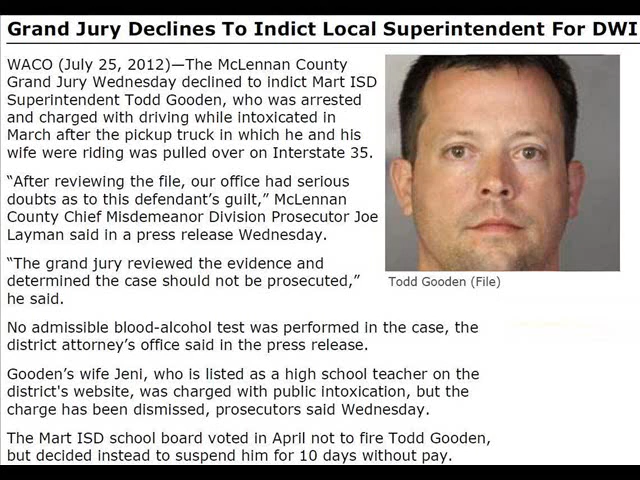 Grand Jury Declines To Indict Local Superintendent For DWI
WACO (July 25, 2012)—The McLennan County
Grand Jury Wednesday declined to indict Mart ISD
Superintendent Todd Gooden, who was arrested
and charged with driving while intoxicated in
March after the pickup truck in which he and his
wife were riding was pulled over on Interstate 35.
“After reviewing the file, our office had serious
doubts as to this defendant’s guilt,” McLennan
County Chief Misdemeanor Division Prosecutor Joe
Layman said in a press release Wednesday.
“The grand jury reviewed the evidence and
determined the case should not be prosecuted,”
he said.
Todd Gooden (File)
No admissible blood-alcohol test was performed in the case, the
district attorney’s office said in the press release.
Gooden’s wife Jeni, who is listed as a high school teacher on the
district's website, was charged with public intoxication, but the
charge has been dismissed, prosecutors said Wednesday.
The Mart ISD school board voted in April not to fire Todd Gooden,
but decided instead to suspend him for 10 days without pay.